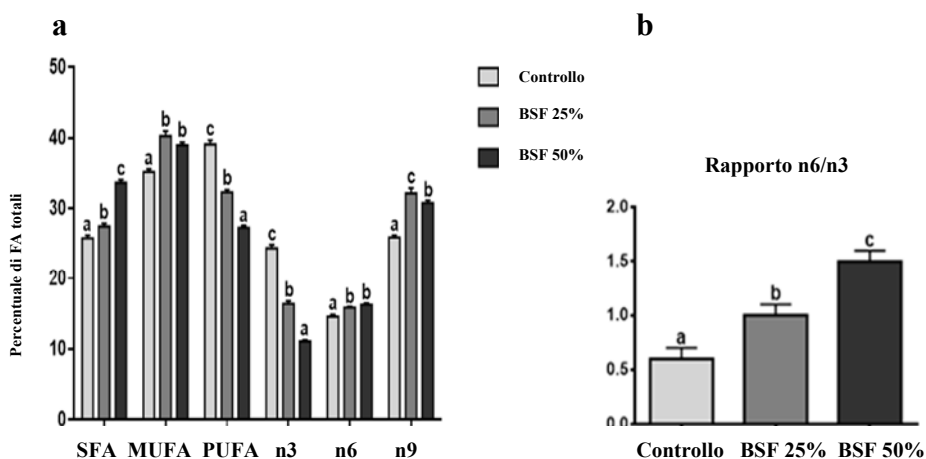 a
b
50
40
30
20
10
0
Percentuale di FA totali
a b c
a b b
c b a
c b a
a b b
a c b
SFA MUFA PUFA n3 n6 n9
Controllo
BSF 25%
BSF 50%
Rapporto n6/n3
2.0
1.5
1.0
0.5
0.0
a
b
c
Controllo BSF 25% BSF 50%